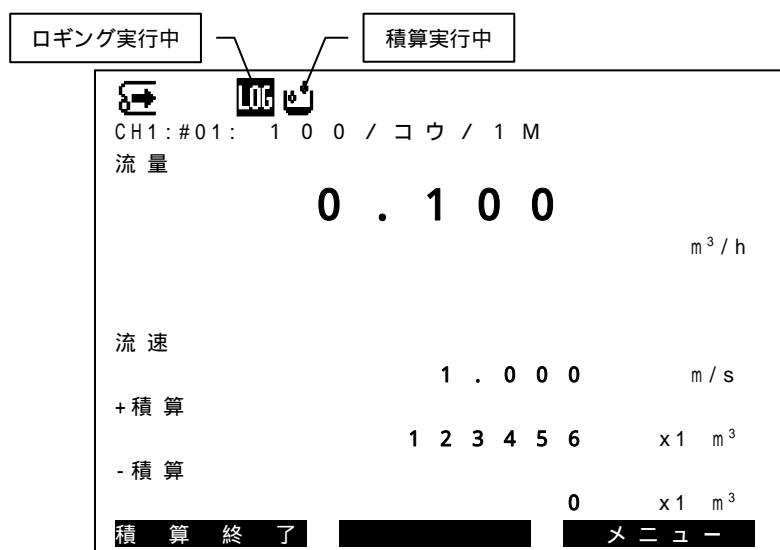 ロギング実行中 積算実行中
LOG
CH1:#01: 100/コウ/1M
流量
0.100
m³/h
流速
1.000 m/s
+積算
123456 x1 m³
-積算
0 x1 m³
積算終了 メニュー